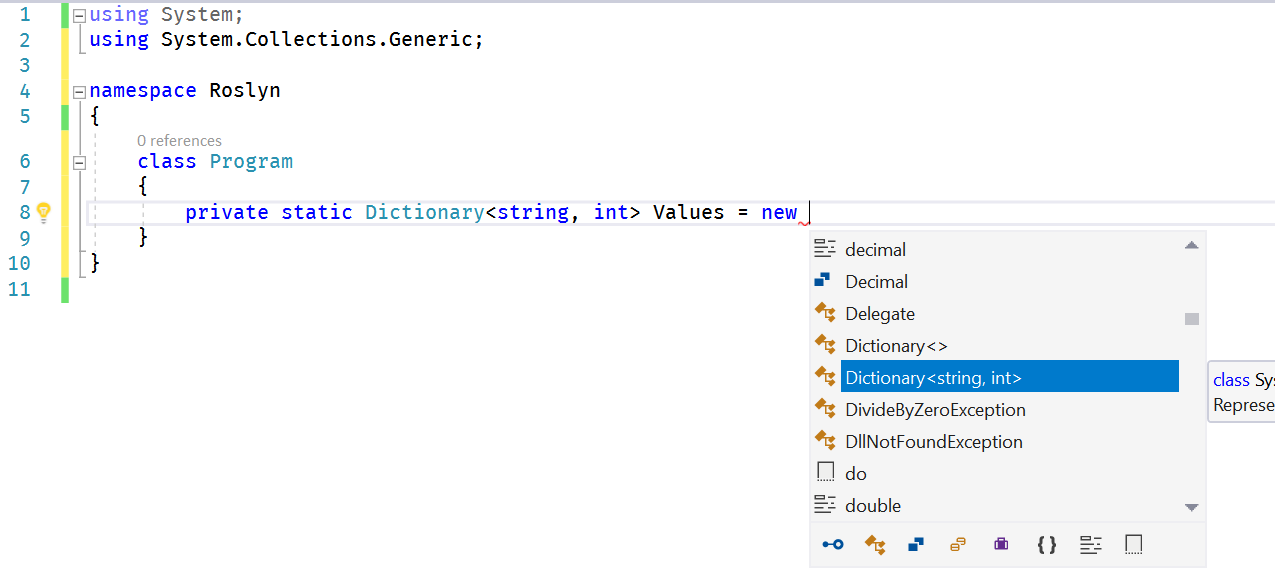 1 using System;
2 using System.Collections.Generic;
3
4 namespace Roslyn
5 {
0 references
6 class Program
7 {
8 private static Dictionary<string, int> Values = new
9 }
10 }
11
decimal
Decimal
Delegate
Dictionary<>
Dictionary<string, int>
DivideByZeroException
DllNotFoundException
do
double
class Sys
Represe